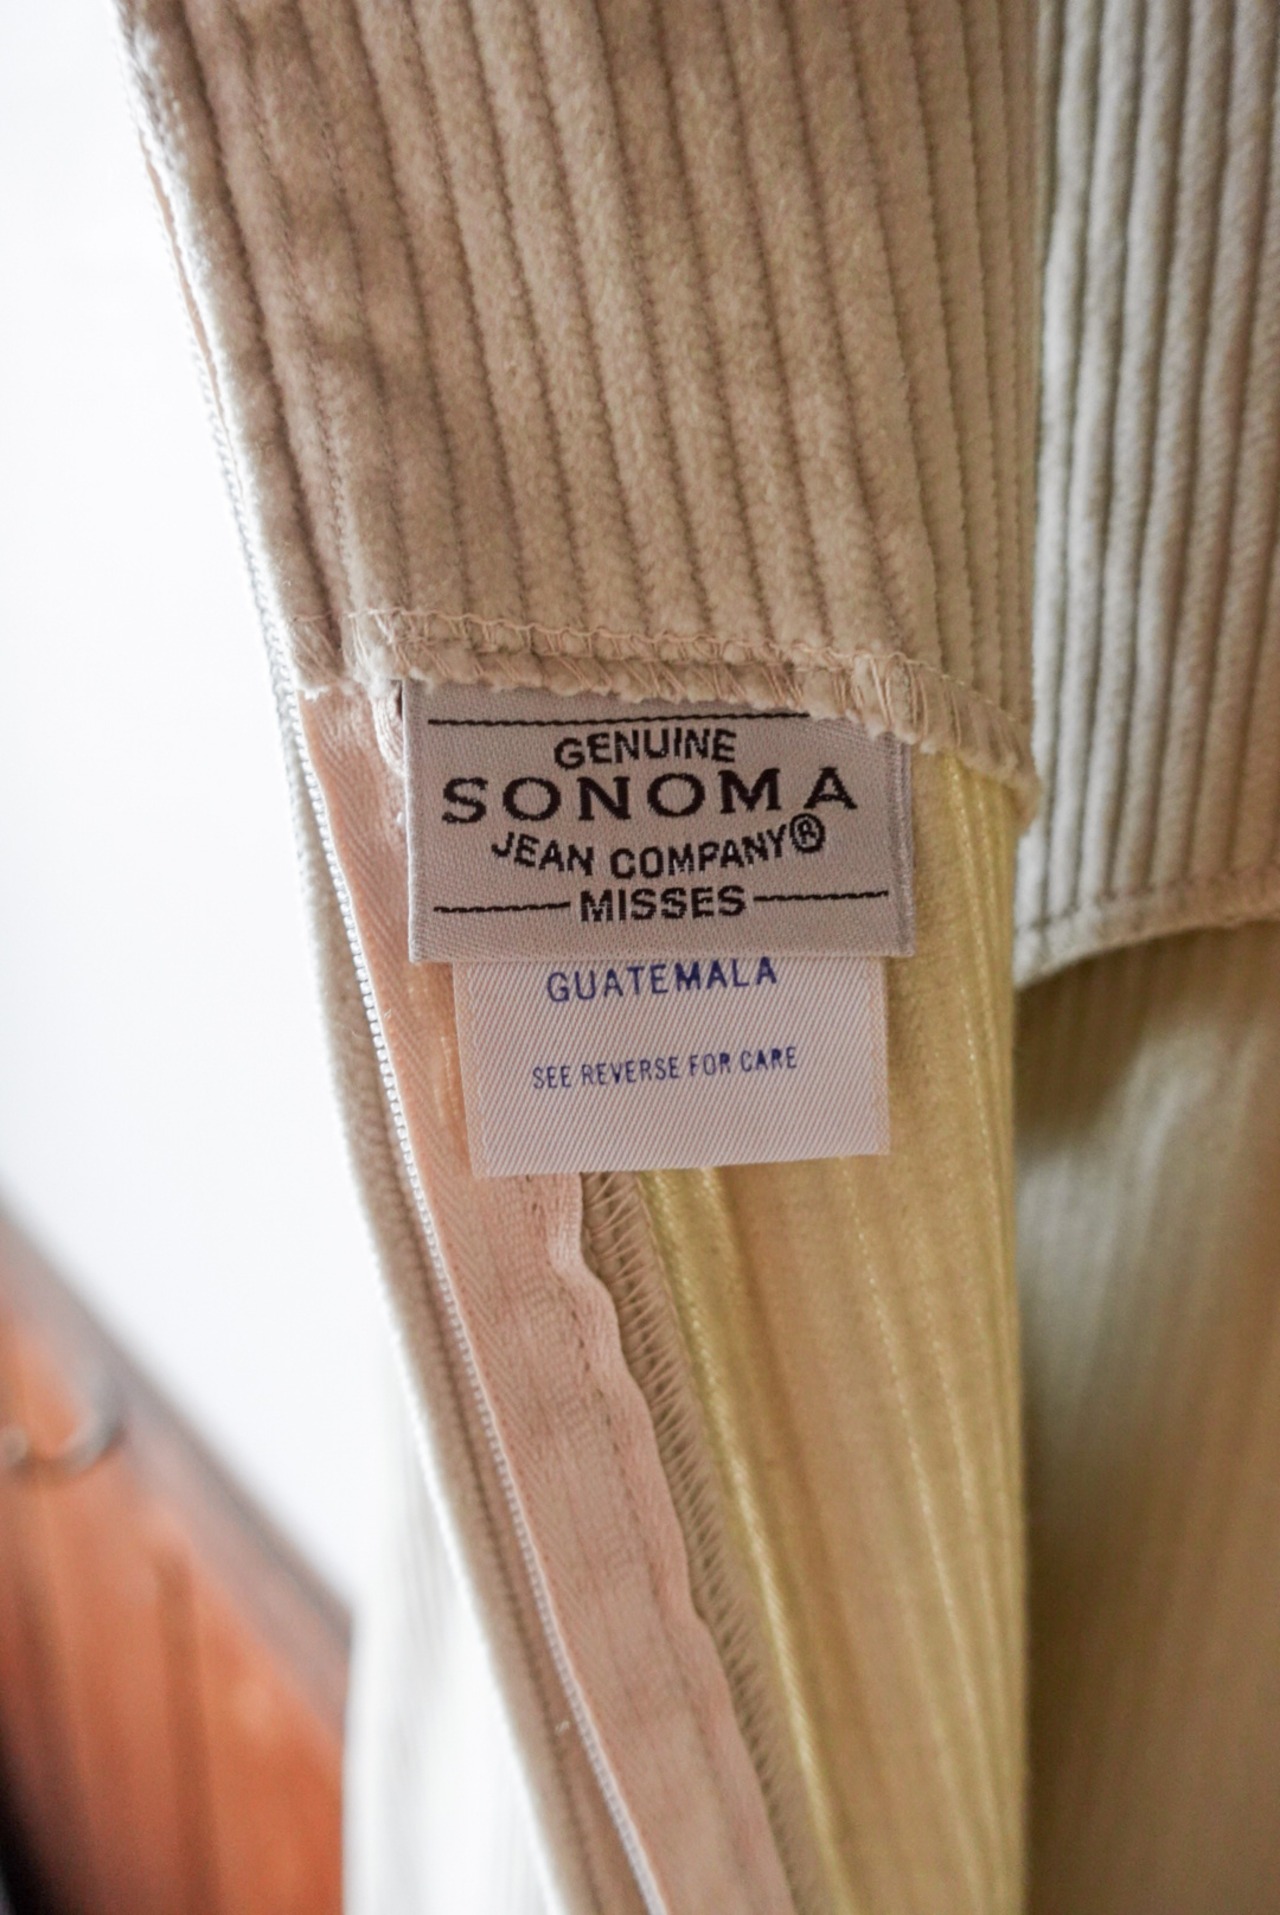 GENUINE
SONOMA
JEAN COMPANY®
MISSES
GUATEMALA
SEE REVERSE FOR CARE